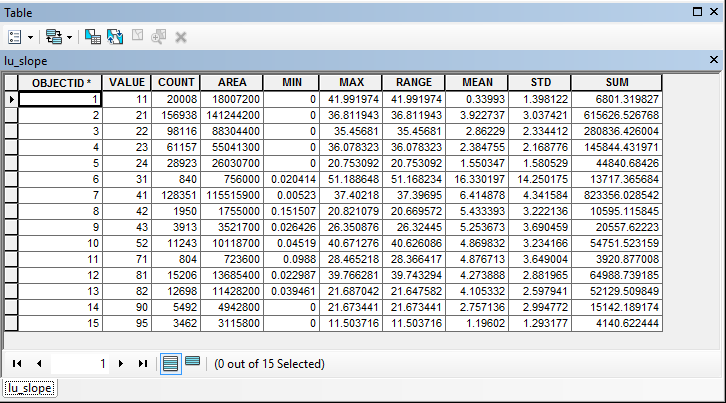 Table
lu_slope
OBJECTID * VALUE COUNT AREA MIN MAX RANGE MEAN STD SUM
1 11 20008 18007200 0 41.991974 41.991974 0.33993 1.398122 6801.319827
2 21 156938 141244200 0 36.811943 36.811943 3.922737 3.037421 615626.526768
3 22 98116 88304400 0 35.45681 35.45681 2.86229 2.334412 280836.426004
4 23 61157 55041300 0 36.078323 36.078323 2.384755 2.168776 145844.431971
5 24 28923 26030700 0 20.753092 20.753092 1.550347 1.580529 44840.68426
6 31 840 756000 0.020414 51.188648 51.168234 16.330197 14.250175 13717.365684
7 41 128351 115515900 0.00523 37.40218 37.39695 6.414878 4.341584 823356.028542
8 42 1950 1755000 0.151507 20.821079 20.669572 5.433393 3.222136 10595.115845
9 43 3913 3521700 0.026426 26.350876 26.32445 5.253673 3.690459 20557.62223
10 52 11243 10118700 0.04519 40.671276 40.626086 4.869832 3.234166 54751.523159
11 71 804 723600 0.0988 28.465218 28.366417 4.876713 3.649004 3920.877008
12 81 15206 13685400 0.022987 39.766281 39.743294 4.273888 2.881965 64988.739185
13 82 12698 11428200 0.039461 21.687042 21.647582 4.105332 2.597941 52129.509849
14 90 5492 4942800 0 21.673441 21.673441 2.757136 2.994772 15142.189174
15 95 3462 3115800 0 11.503716 11.503716 1.19602 1.293177 4140.622444
1 (0 out of 15 Selected)
lu_slope